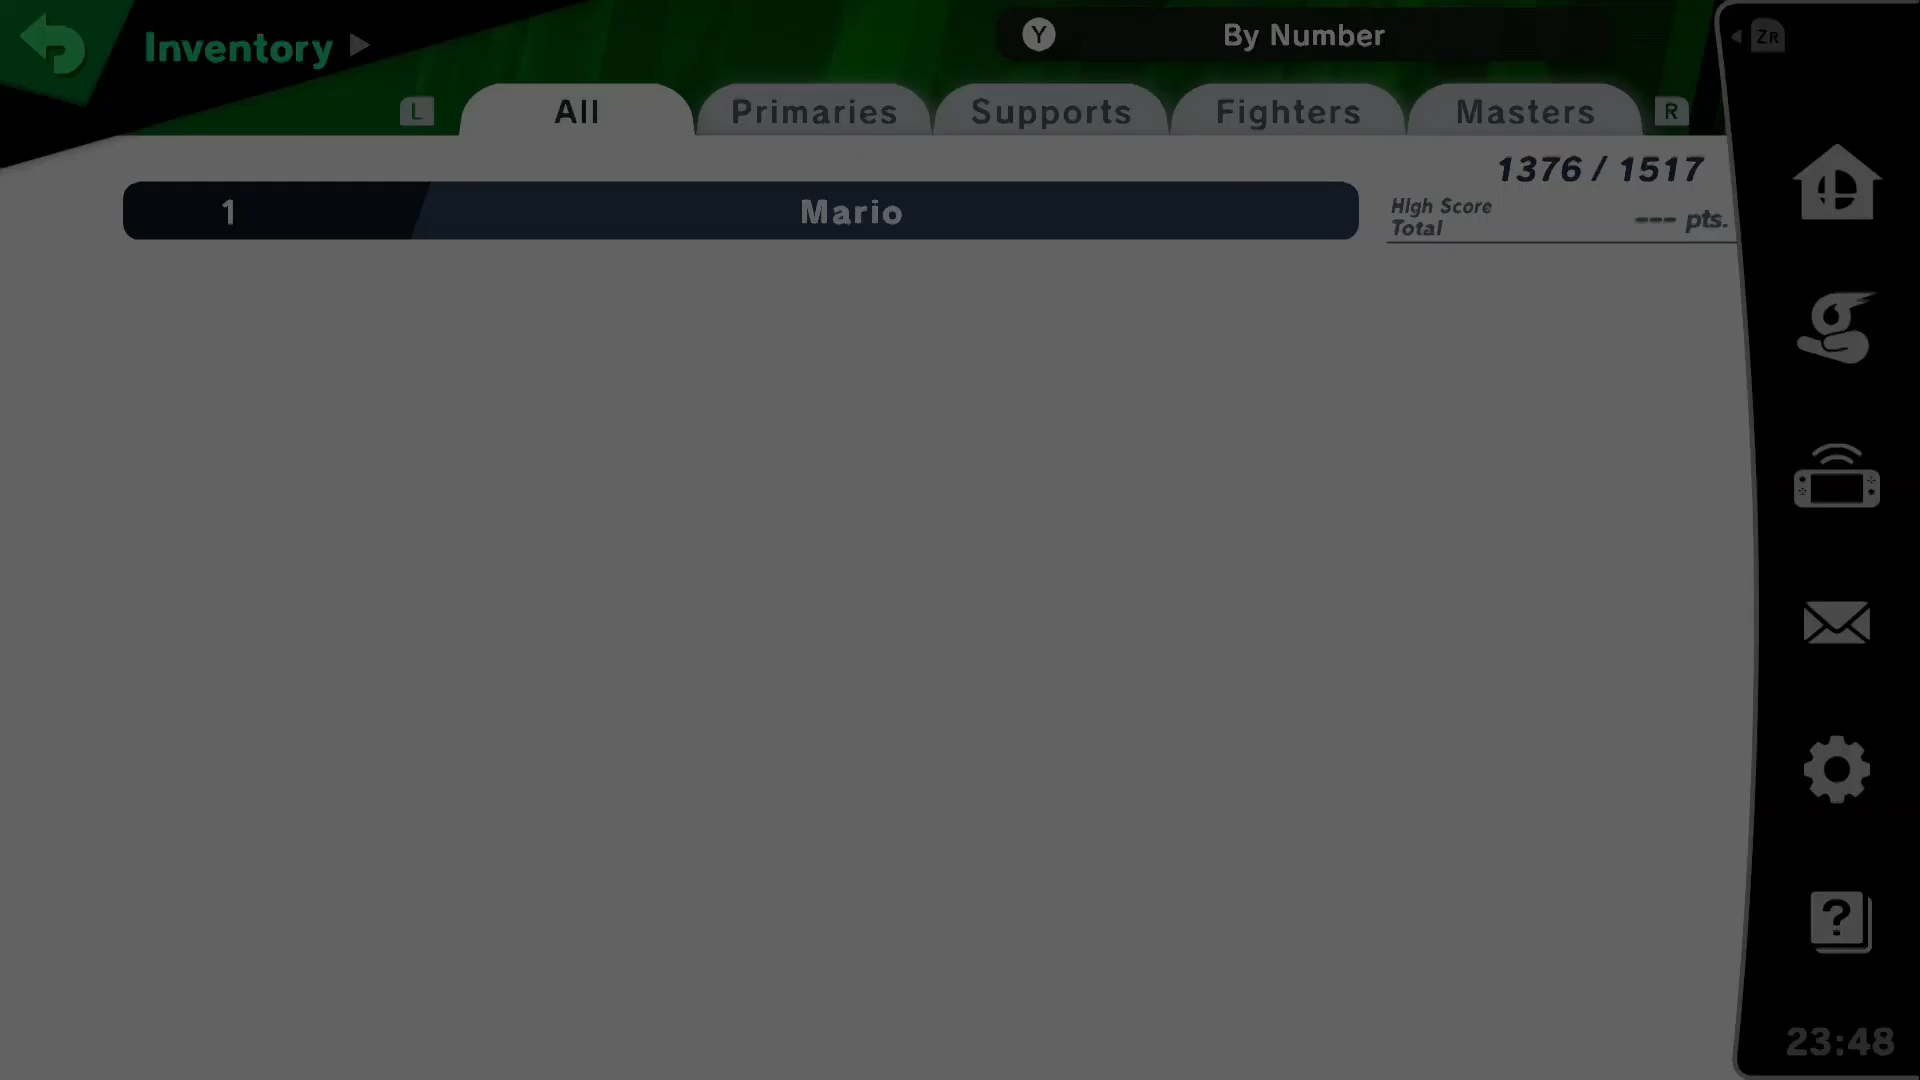 Inventory
Y By Number
ZR
L All Primaries Supports Fighters Masters R
1376 / 1517
1 Mario
High Score
Total
--- pts.
?
23:48